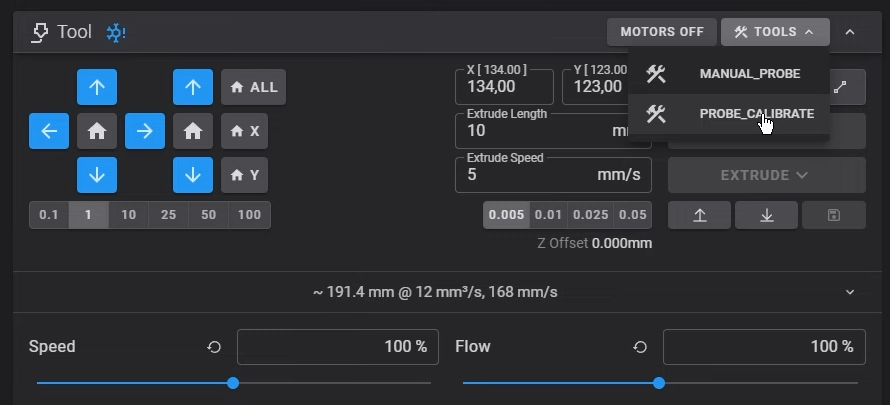 Tool
MOTORS OFF
TOOLS
MANUAL_PROBE
PROBE_CALIBRATE
ALL
X
Y
X [ 134.00 ]
134,00
Y [ 123.00
123,00
Extrude Length
10
Extrude Speed
5 mm/s
EXTRUDE
0.1 1 10 25 50 100
0.005 0.01 0.025 0.05
Z Offset 0.000mm
~ 191.4 mm @ 12 mm³/s, 168 mm/s
Speed 100 %
Flow 100 %